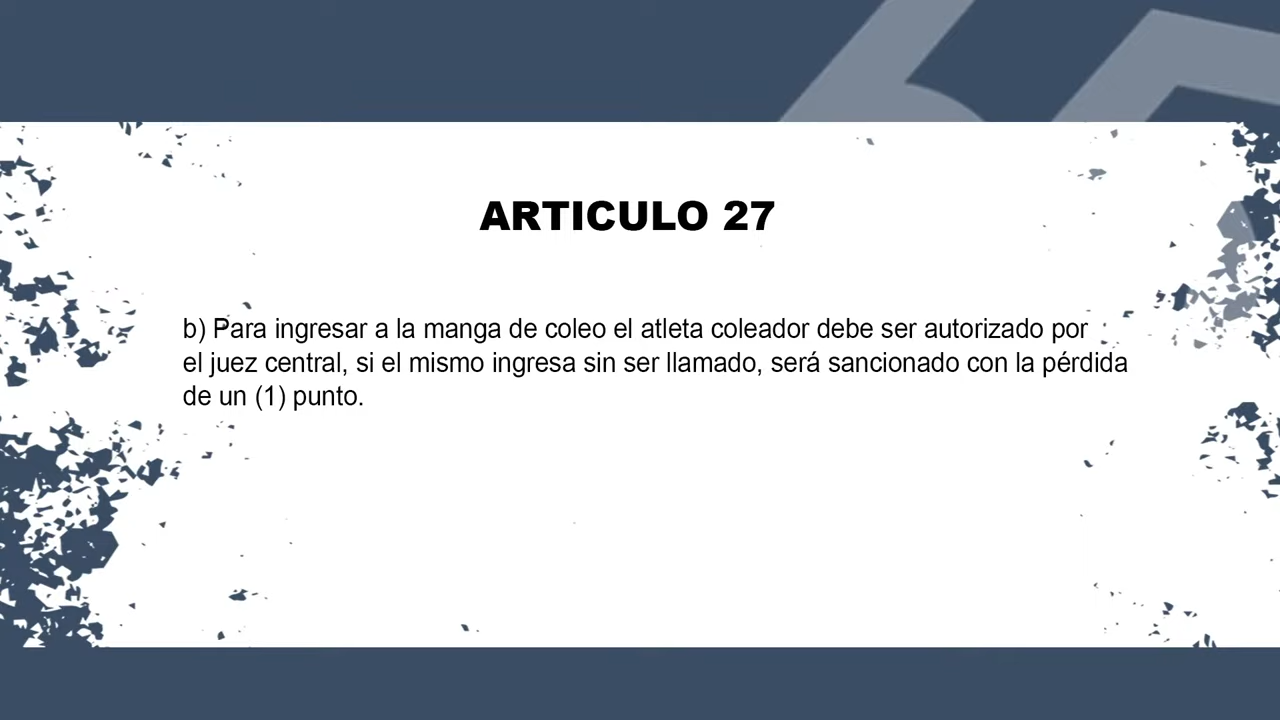 ARTICULO 27
b) Para ingresar a la manga de coleo el atleta coleador debe ser autorizado por
el juez central, si el mismo ingresa sin ser llamado, será sancionado con la pérdida
de un (1) punto.